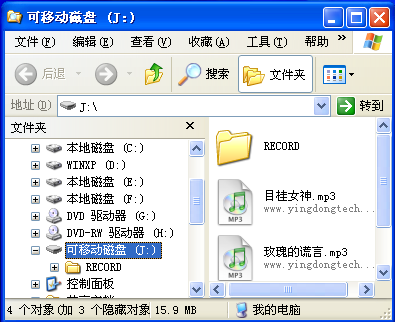 可移动磁盘 (J:)
文件(F) 编辑(E) 查看(V) 收藏(A) 工具(T) 帮助 »
后退 搜索 文件夹
地址(D) J:\ 转到
文件夹 ×
本地磁盘 (C:)
WINXP (D:)
本地磁盘 (E:)
本地磁盘 (F:)
DVD 驱动器 (G:)
DVD-RW 驱动器 (H:)
可移动磁盘 (J:)
RECORD
控制面板
RECORD
MP3
目挂女神.mp3
www.yingdongtech...
MP3
玫瑰的谎言.mp3
www.yingdongtech...
4 个对象(加 3 个隐藏对象 15.9 MB 我的电脑